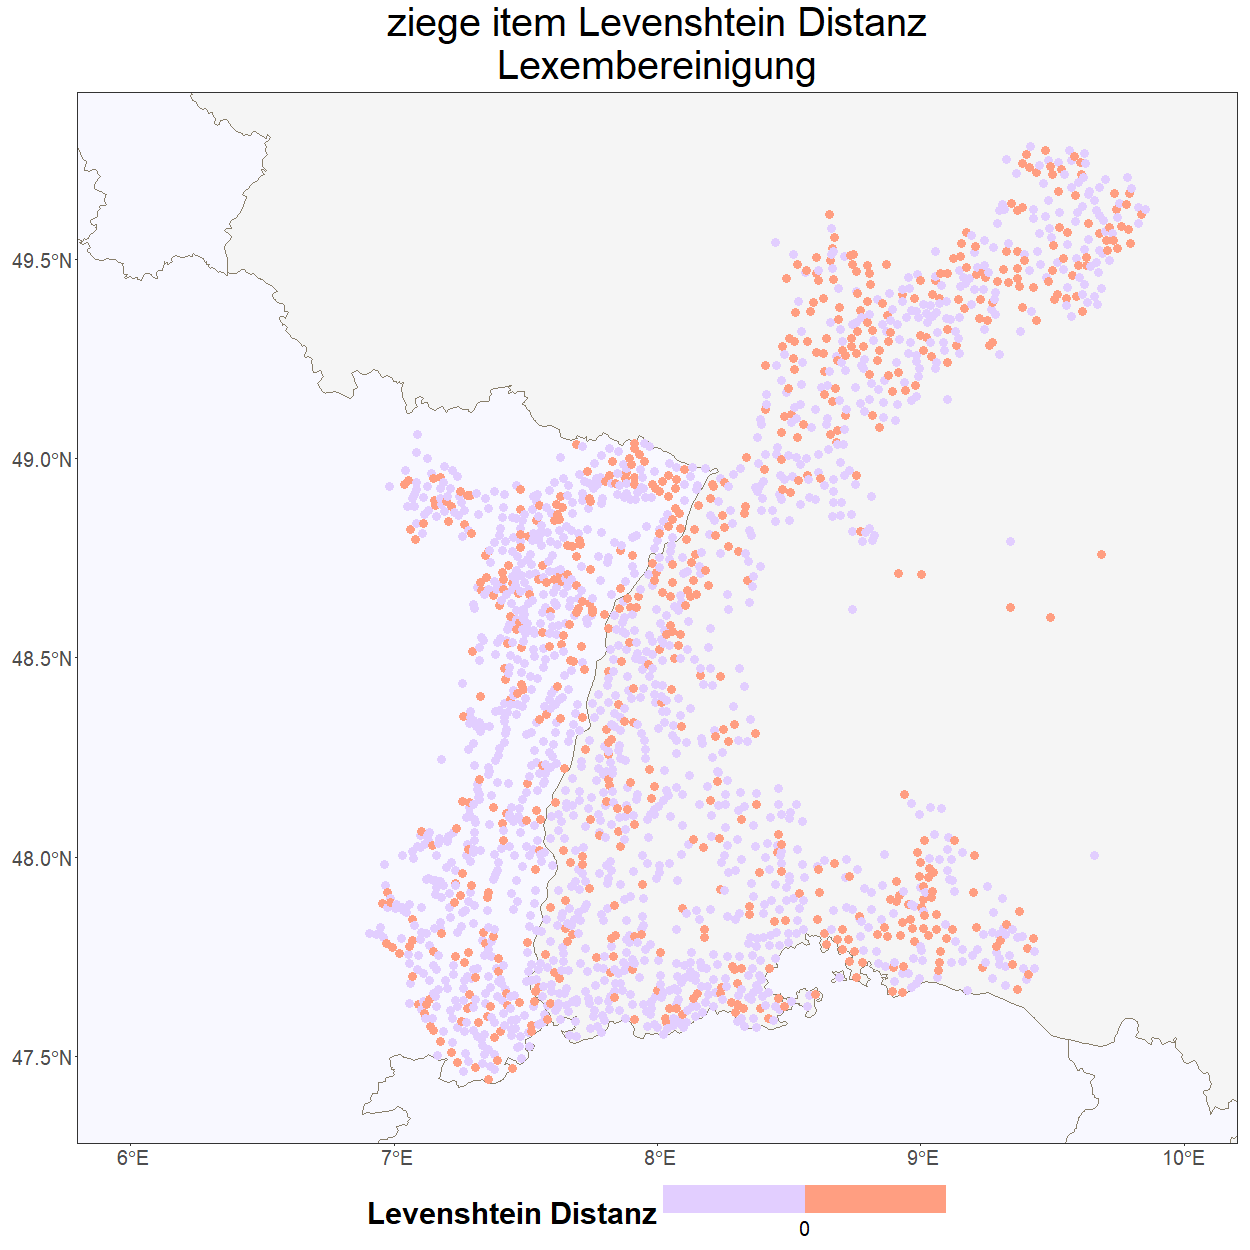 ziege item Levenshtein Distanz
Lexembereinigung
49.5°N
49.0°N
48.5°N
48.0°N
47.5°N
6°E 7°E 8°E 9°E 10°E
Levenshtein Distanz
0